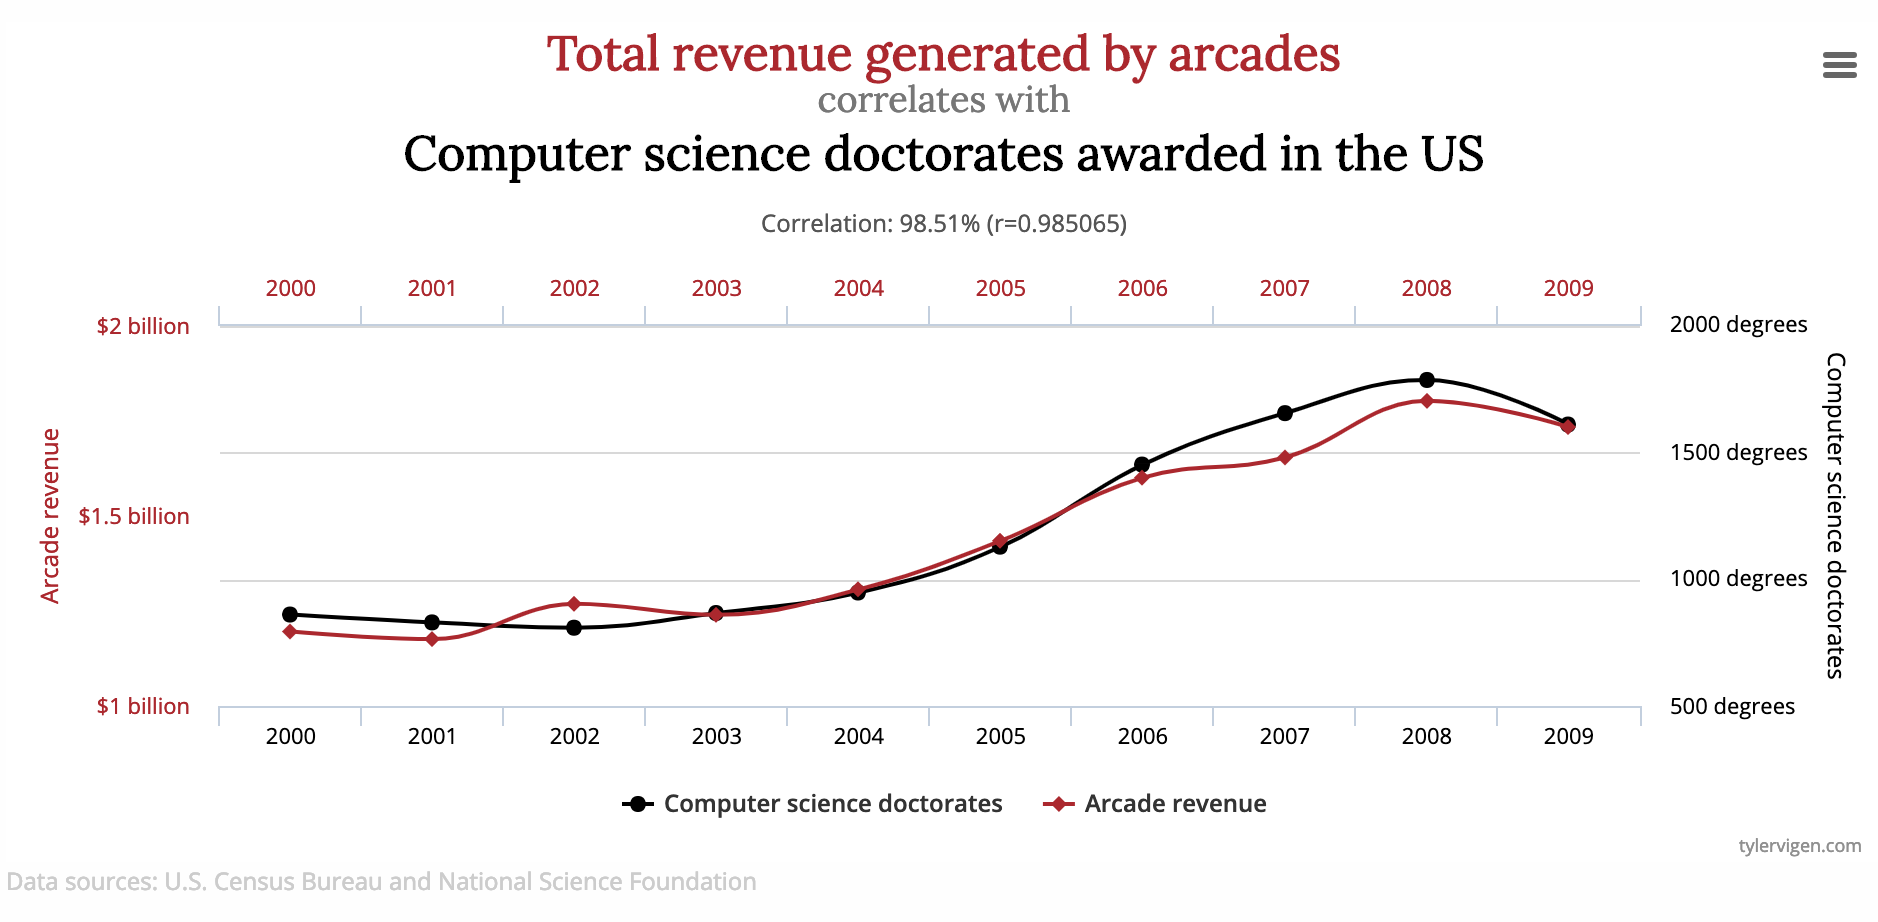 Total revenue generated by arcades
correlates with
Computer science doctorates awarded in the US
Correlation: 98.51% (r=0.985065)
2000 2001 2002 2003 2004 2005 2006 2007 2008 2009
$2 billion
$1.5 billion
$1 billion
Arcade revenue
2000 degrees
1500 degrees
1000 degrees
500 degrees
Computer science doctorates
2000 2001 2002 2003 2004 2005 2006 2007 2008 2009
Computer science doctorates Arcade revenue
tylervigen.com
Data sources: U.S. Census Bureau and National Science Foundation